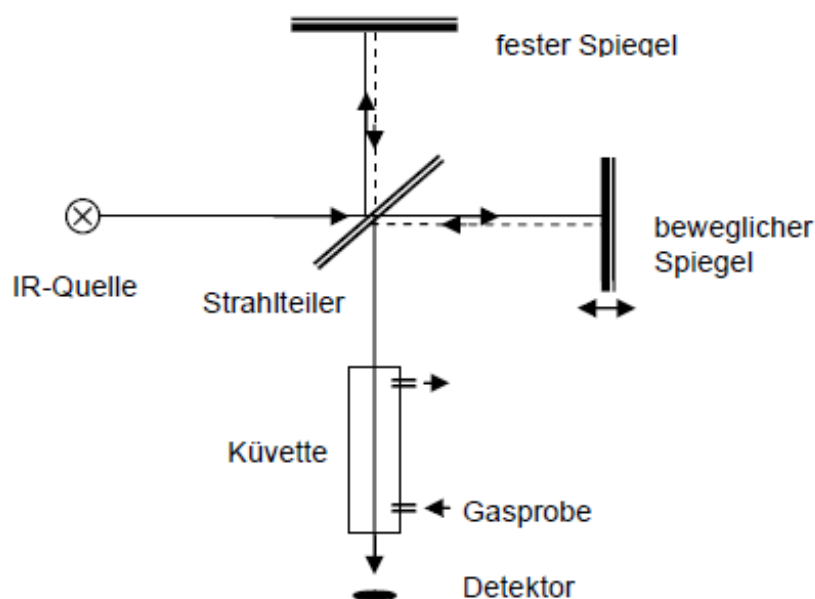 fester Spiegel
beweglicher
Spiegel
IR-Quelle
Strahlteiler
Küvette
Gasprobe
Detektor